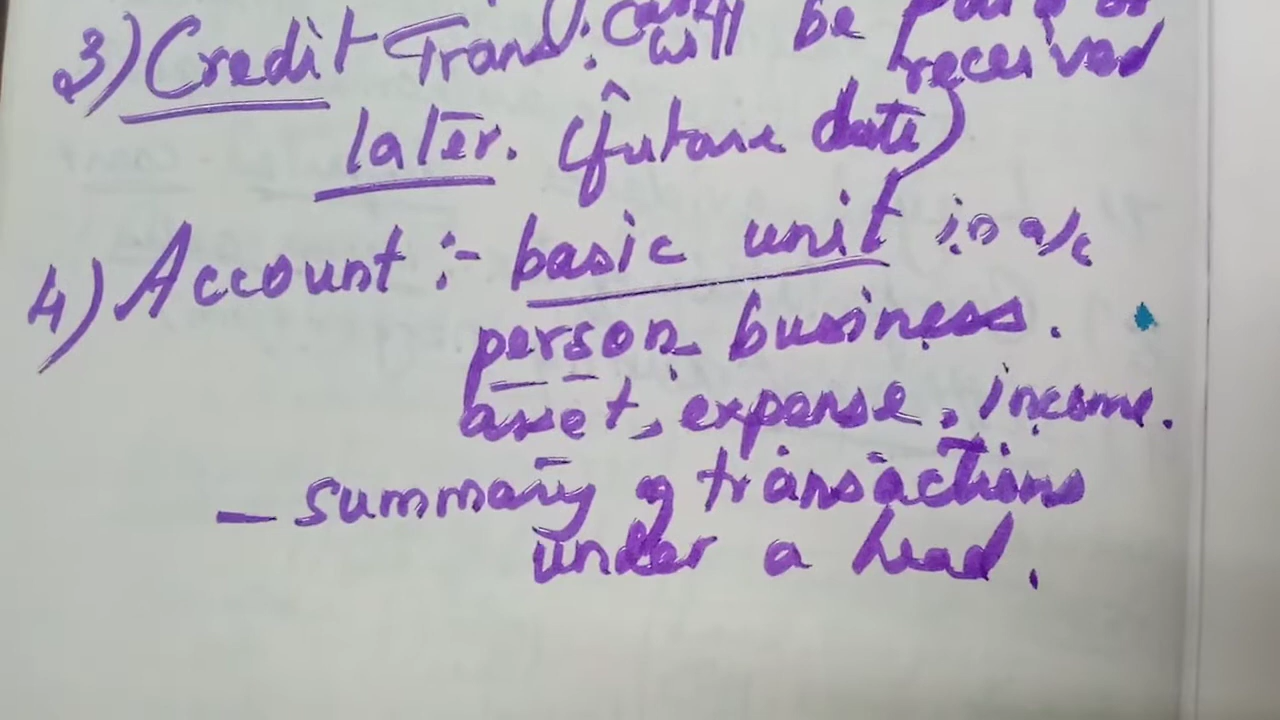 3) Credit Trans: Cash will be paid or
received
later. (future date)
4) Account :- basic unit in a/c
person business.
asset, expense, income.
- summary of transactions
under a head.